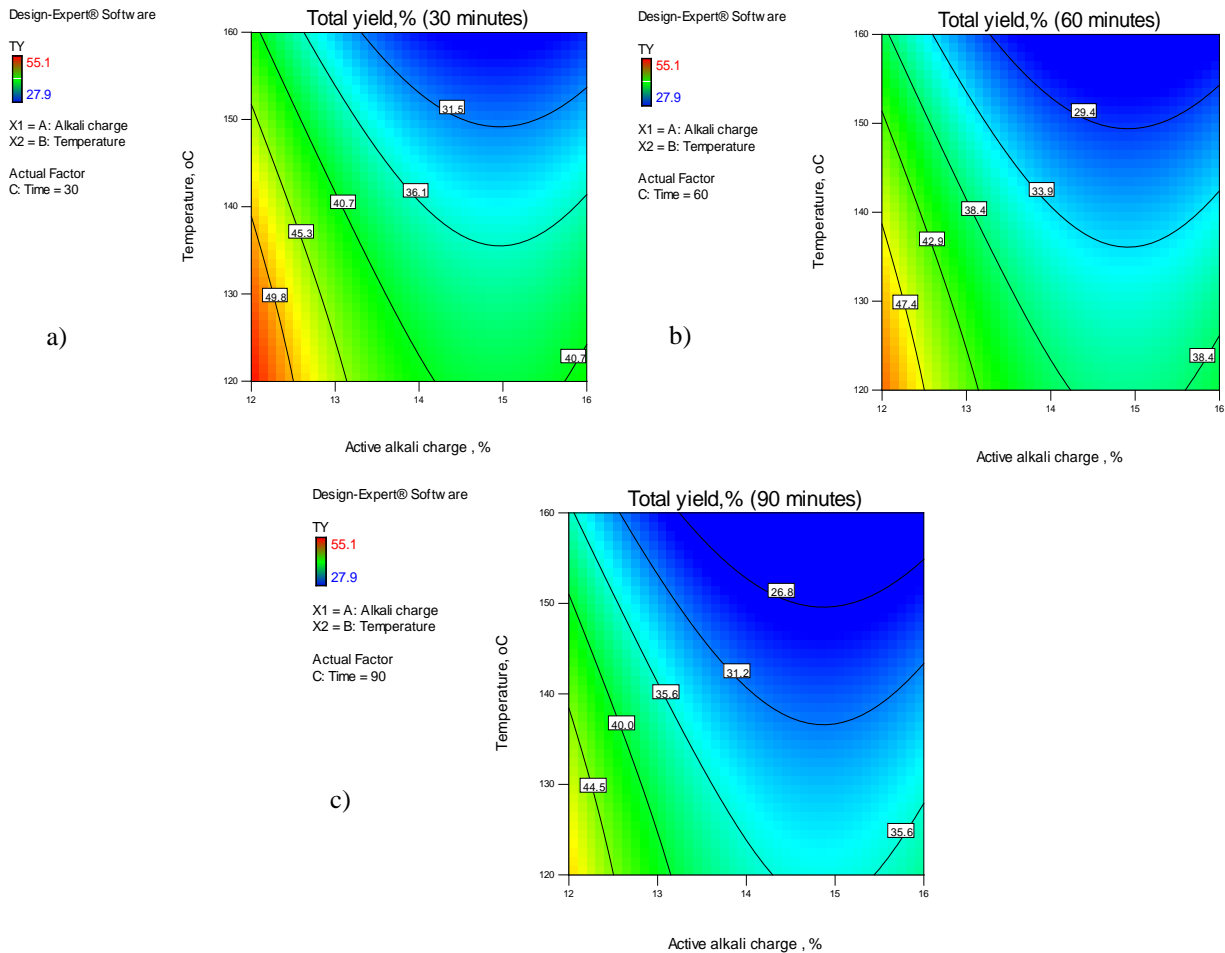 Design-Expert® Software
TY
55.1
27.9
X1 = A: Alkali charge
X2 = B: Temperature
Actual Factor
C: Time = 30
a)
Total yield,% (30 minutes)
Temperature, oC
160
150
140
130
120
12
13
14
15
16
31.5
36.1
40.7
45.3
49.8
40.7
Active alkali charge , %
Design-Expert® Software
TY
55.1
27.9
X1 = A: Alkali charge
X2 = B: Temperature
Actual Factor
C: Time = 60
b)
Total yield,% (60 minutes)
Temperature, oC
160
150
140
130
120
12
13
14
15
16
29.4
33.9
38.4
42.9
47.4
38.4
Active alkali charge , %
Design-Expert® Software
TY
55.1
27.9
X1 = A: Alkali charge
X2 = B: Temperature
Actual Factor
C: Time = 90
c)
Total yield,% (90 minutes)
Temperature, oC
160
150
140
130
120
12
13
14
15
16
26.8
31.2
35.6
40.0
44.5
35.6
Active alkali charge , %